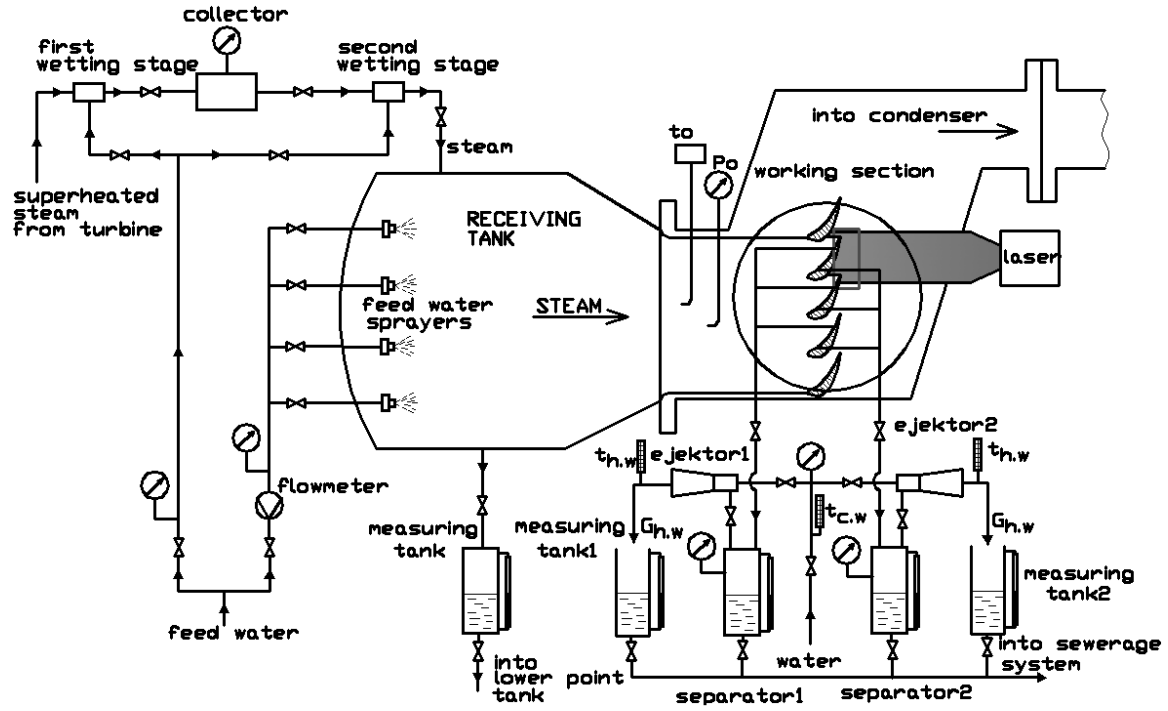 collector
first
wetting stage
second
wetting stage
superheated
steam
from turbine
steam
RECEIVING
TANK
feed water
sprayers
STEAM
to
Po
working section
into condenser
laser
flowmeter
feed water
measuring
tank
into
lower point
tank
th.w
ejektor1
ejektor2
th.w
tc.w
Gh.w
Gh.w
measuring
tank1
measuring
tank2
water
into sewerage
system
separator1
separator2